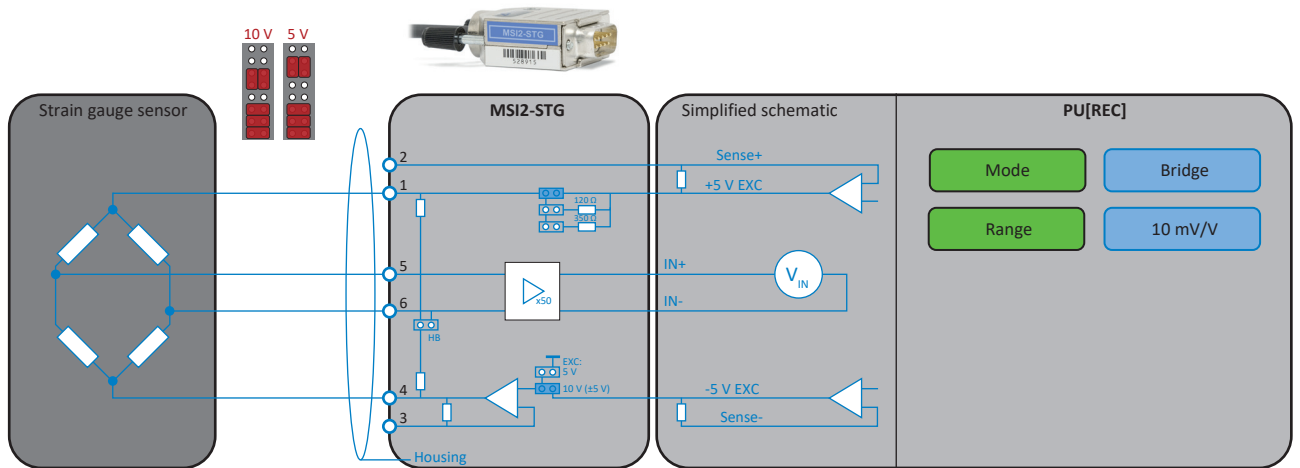 10 V 5 V
MSI2-STG
528915
Strain gauge sensor
MSI2-STG
Simplified schematic
PU[REC]
2
Sense+
1
+5 V EXC
120 Ω
350 Ω
Mode
Bridge
Range
10 mV/V
5
IN+
x50
V IN
6
IN-
HB
EXC:
5 V
10 V (±5 V)
4
-5 V EXC
3
Sense-
Housing